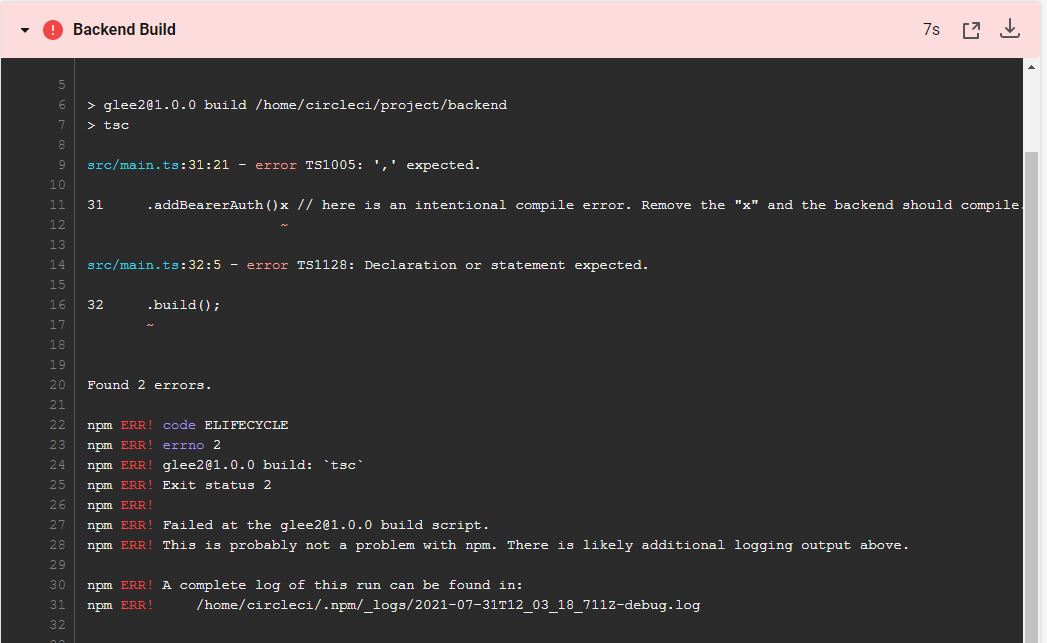 Backend Build 7s
5
6 > glee2@1.0.0 build /home/circleci/project/backend
7 > tsc
8
9 src/main.ts:31:21 - error TS1005: ',' expected.
10
11 31     .addBearerAuth()x // here is an intentional compile error. Remove the "x" and the backend should compile.
12                        ~
13
14 src/main.ts:32:5 - error TS1128: Declaration or statement expected.
15
16 32     .build();
17        ~
18
19
20 Found 2 errors.
21
22 npm ERR! code ELIFECYCLE
23 npm ERR! errno 2
24 npm ERR! glee2@1.0.0 build: `tsc`
25 npm ERR! Exit status 2
26 npm ERR!
27 npm ERR! Failed at the glee2@1.0.0 build script.
28 npm ERR! This is probably not a problem with npm. There is likely additional logging output above.
29
30 npm ERR! A complete log of this run can be found in:
31 npm ERR!     /home/circleci/.npm/_logs/2021-07-31T12_03_18_711Z-debug.log
32